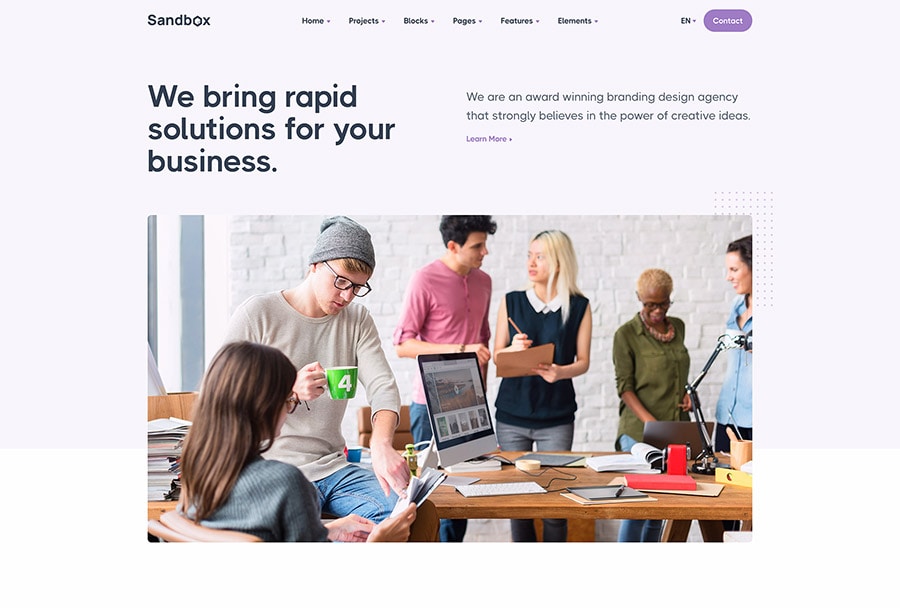 Sandbox
Home
Projects
Blocks
Pages
Features
Elements
EN
Contact
We bring rapid
solutions for your
business.
We are an award winning branding design agency
that strongly believes in the power of creative ideas.
Learn More
4